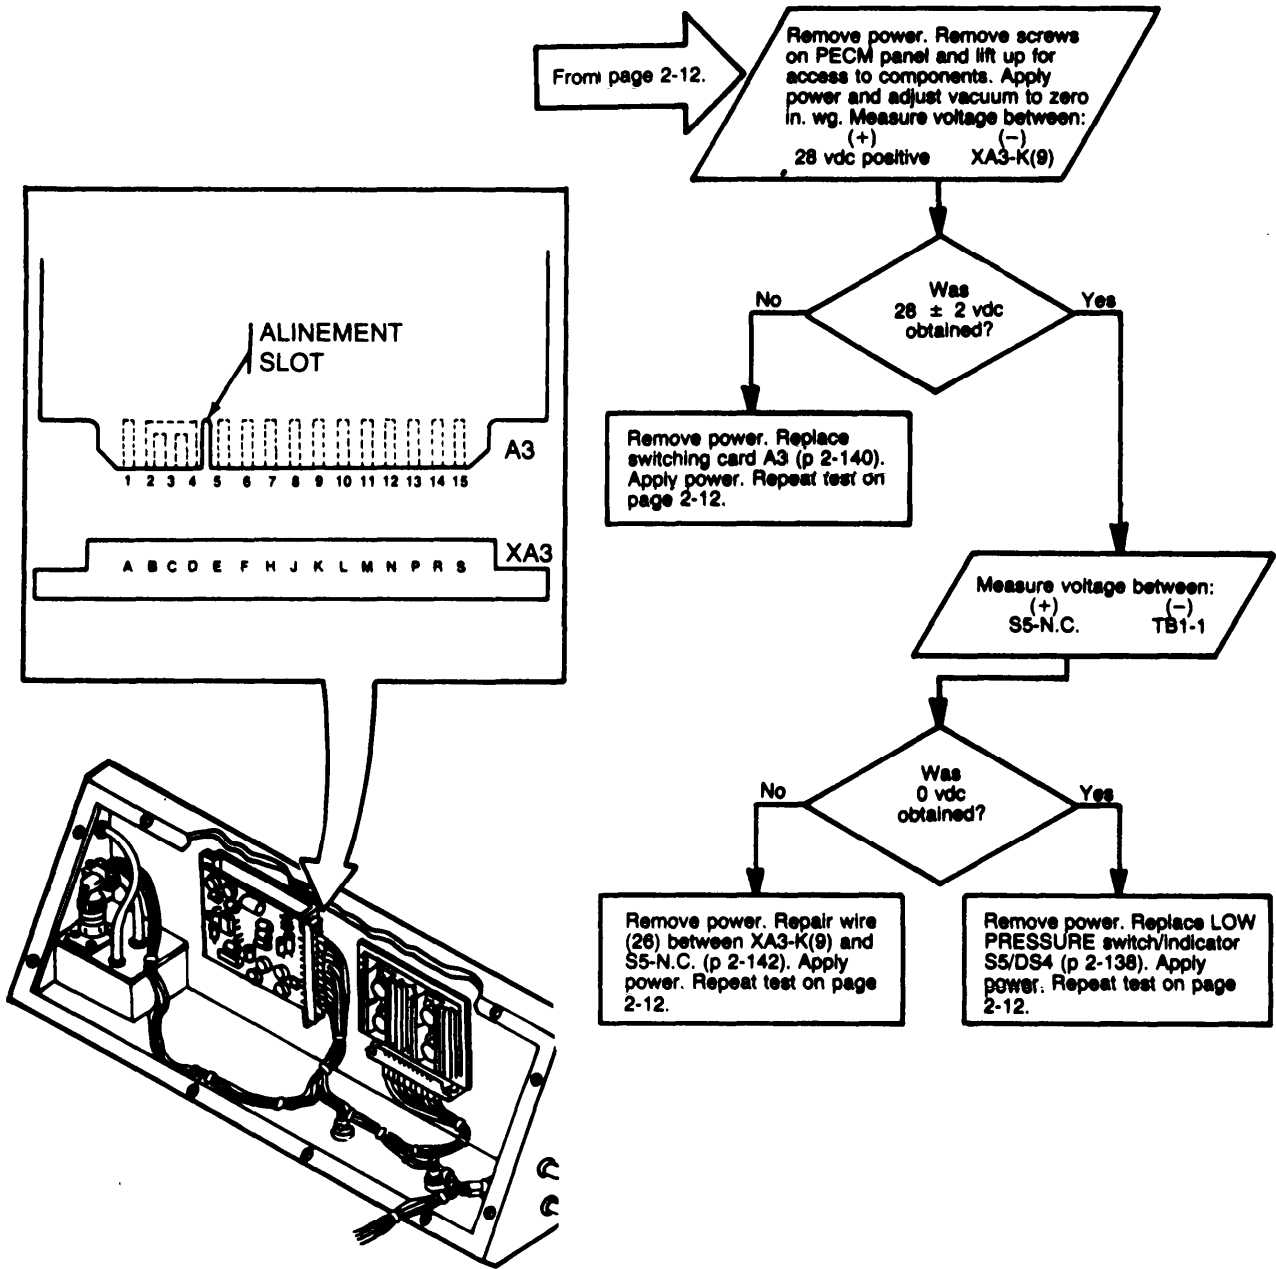 From page 2-12.
Remove power. Remove screws
on PECM panel and lift up for
access to components. Apply
power and adjust vacuum to zero
in. wg. Measure voltage between:
(+) (-)
28 vdc positive XA3-K(9)
Was
28 ± 2 vdc
obtained?
No
Yes
Remove power. Replace
switching card A3 (p 2-140).
Apply power. Repeat test on
page 2-12.
Measure voltage between:
(+) (-)
S5-N.C. TB1-1
Was
0 vdc
obtained?
No
Yes
Remove power. Repair wire
(26) between XA3-K(9) and
S5-N.C. (p 2-142). Apply
power. Repeat test on page
2-12.
Remove power. Replace LOW
PRESSURE switch/indicator
S5/DS4 (p 2-138). Apply
power. Repeat test on page
2-12.
ALINEMENT
SLOT
A3
1 2 3 4 5 6 7 8 9 10 11 12 13 14 15
XA3
A B C D E F H J K L M N P R S